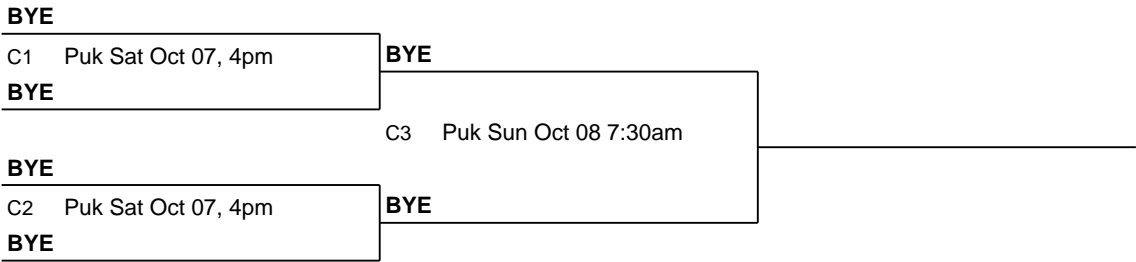 BYE
C1 Puk Sat Oct 07, 4pm
BYE
BYE
C3 Puk Sun Oct 08 7:30am
BYE
C2 Puk Sat Oct 07, 4pm
BYE
BYE